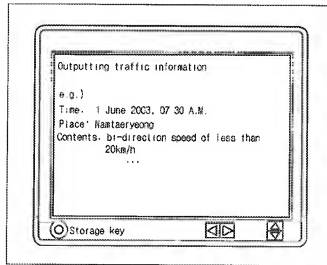 Outputting traffic information
e.g.)
Time. 1 June 2003, 07 30 A.M.
Place' Namtaeryeong
Contents. bi-direction speed of less than
20km/h
...
Storage key